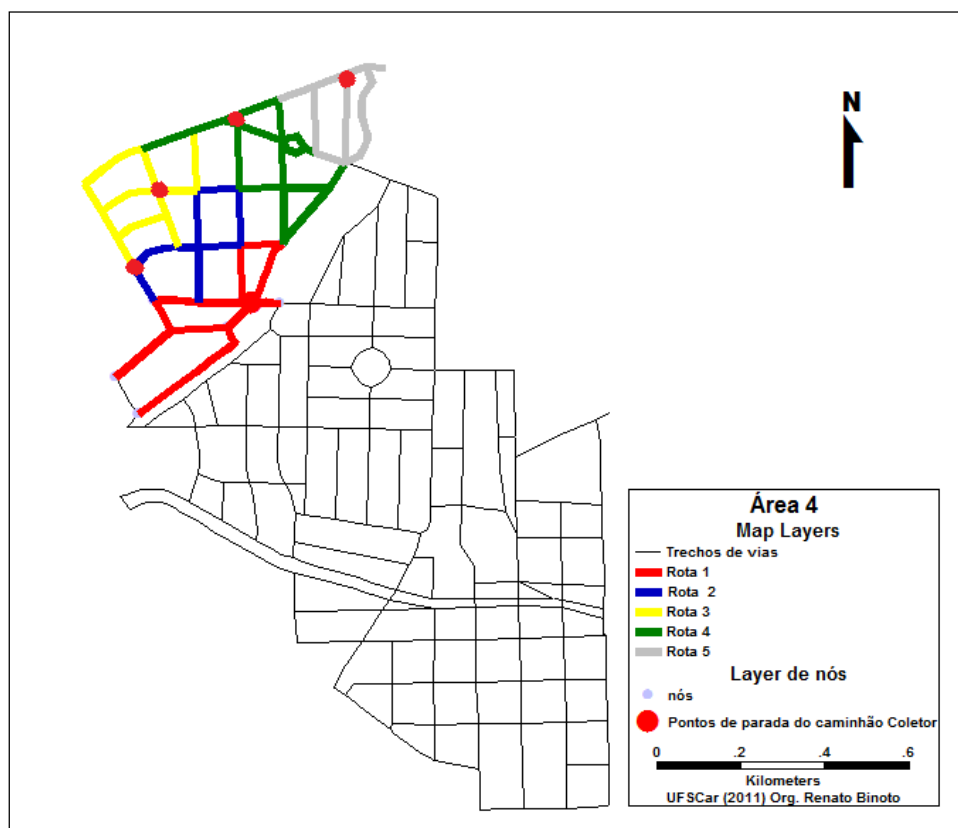 N
Área 4
Map Layers
Trechos de vias
Rota 1
Rota 2
Rota 3
Rota 4
Rota 5
Layer de nós
nós
Pontos de parada do caminhão Coletor
0 .2 .4 .6
Kilometers
UFSCar (2011) Org. Renato Binoto